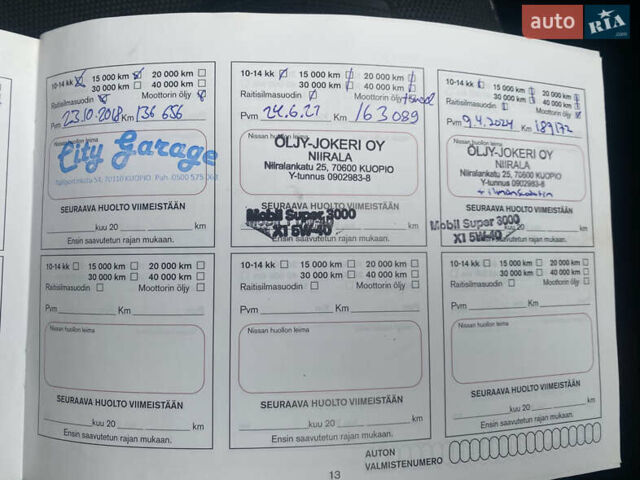 auto RIA.com
10-14 kk 15 000 km 20 000 km
30 000 km 40 000 km
Raitisilmasuodin Moottorin öljy
Pvm 23.10.2018 Km 136 656
City Garage
70110 KUOPIO
SEURAAVA HUOLTO VIIMEISTÄÄN
kuu 20 km
Ensin saavutetun rajan mukaan.
10-14 kk 15 000 km 20 000 km
30 000 km 40 000 km
Raitisilmasuodin Moottorin öljy
Pvm 24.6.21 Km 163 089
Nissan huollon leima
ÖLJY-JOKERI OY
NIIRALA
Niiralankatu 25, 70600 KUOPIO
Y-tunnus 0902983-8
SEURAAVA HUOLTO VIIMEISTÄÄN
Mobil Super 3000
X1 5W-40
km
Ensin saavutetun rajan mukaan.
10-14 kk 15 000 km 20 000 km
30 000 km 40 000 km
Raitisilmasuodin Moottorin öljy
Pvm 9.4.2024 Km 189172
Nissan huollon leima
ÖLJY-JOKERI OY
NIIRALA
Niiralankatu 25, 70600 KUOPIO
Y-tunnus 0902983-8
SEURAAVA HUOLTO VIIMEISTÄÄN
Mobil Super 3000
X1 5W-40
km
Ensin saavutetun rajan mukaan.
10-14 kk 15 000 km 20 000 km
30 000 km 40 000 km
Raitisilmasuodin Moottorin öljy
Pvm Km
Nissan huollon leima
SEURAAVA HUOLTO VIIMEISTÄÄN
kuu 20 km
Ensin saavutetun rajan mukaan.
10-14 kk 15 000 km 20 000 km
30 000 km 40 000 km
Raitisilmasuodin Moottorin öljy
Pvm Km
Nissan huollon leima
SEURAAVA HUOLTO VIIMEISTÄÄN
kuu 20 km
Ensin saavutetun rajan mukaan.
10-14 kk 15 000 km 20 000 km
30 000 km 40 000 km
Raitisilmasuodin Moottorin öljy
Pvm Km
Nissan huollon leima
SEURAAVA HUOLTO VIIMEISTÄÄN
kuu 20 km
Ensin saavutetun rajan mukaan.
AUTON
VALMISTENUMERO
13